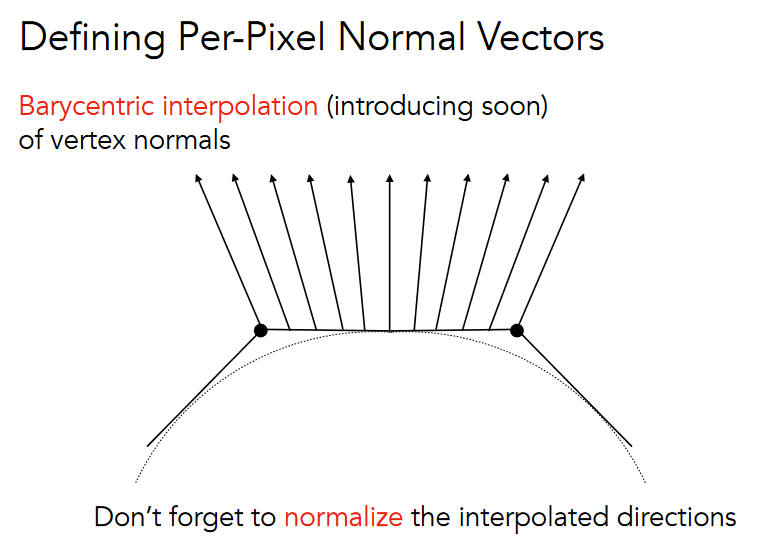 Defining Per-Pixel Normal Vectors
Barycentric interpolation (introducing soon)
of vertex normals
Don’t forget to normalize the interpolated directions